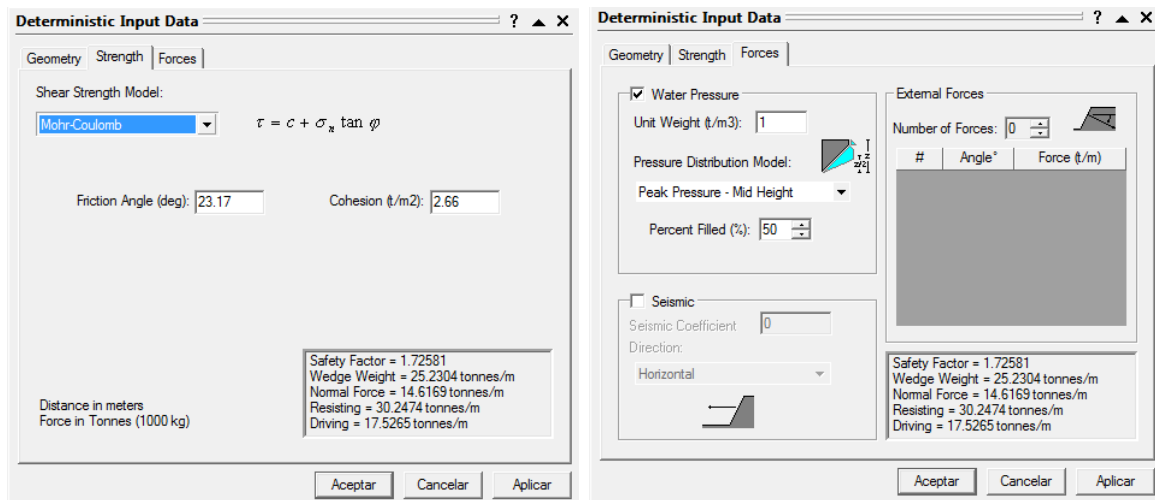 Deterministic Input Data ? ▲ X
Geometry Strength Forces
Shear Strength Model:
Mohr-Coulomb
τ = c + σn tan φ
Friction Angle (deg): 23.17
Cohesion (t/m2): 2.66
Distance in meters
Force in Tonnes (1000 kg)
Safety Factor = 1.72581
Wedge Weight = 25.2304 tonnes/m
Normal Force = 14.6169 tonnes/m
Resisting = 30.2474 tonnes/m
Driving = 17.5265 tonnes/m
Aceptar Cancelar Aplicar
Deterministic Input Data ? ▲ X
Geometry Strength Forces
Water Pressure
Unit Weight (t/m3): 1
Pressure Distribution Model:
z/2 z
Peak Pressure - Mid Height
Percent Filled (%): 50
Seismic
Seismic Coefficient 0
Direction:
Horizontal
External Forces
Number of Forces: 0
# Angle° Force (t/m)
Safety Factor = 1.72581
Wedge Weight = 25.2304 tonnes/m
Normal Force = 14.6169 tonnes/m
Resisting = 30.2474 tonnes/m
Driving = 17.5265 tonnes/m
Aceptar Cancelar Aplicar